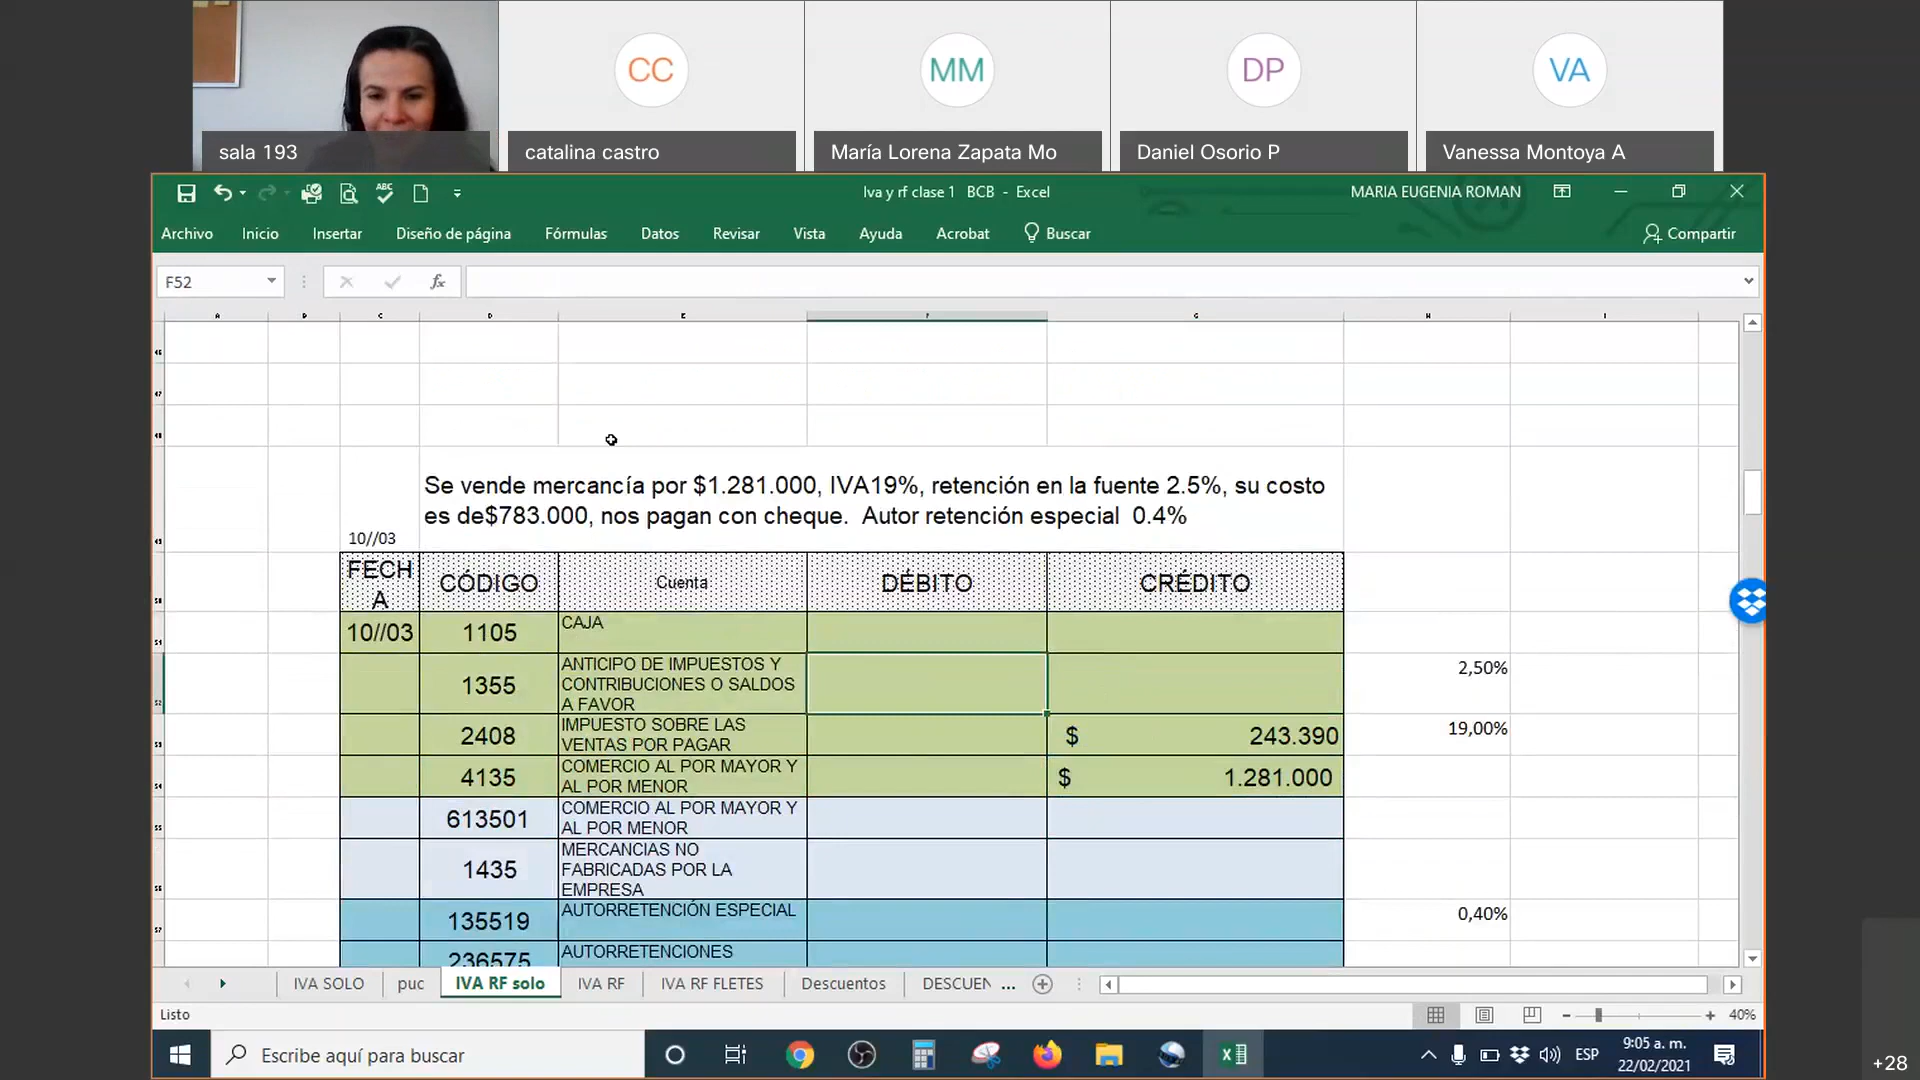 CC
MM
DP
VA
sala 193
catalina castro
María Lorena Zapata Mo
Daniel Osorio P
Vanessa Montoya A
Iva y rf clase 1 BCB - Excel
MARIA EUGENIA ROMAN
Archivo
Inicio
Insertar
Diseño de página
Fórmulas
Datos
Revisar
Vista
Ayuda
Acrobat
Buscar
Compartir
F52
fx
Se vende mercancía por $1.281.000, IVA19%, retención en la fuente 2.5%, su costo
es de$783.000, nos pagan con cheque. Autor retención especial 0.4%
10//03
FECH
A
CÓDIGO
Cuenta
DÉBITO
CRÉDITO
10//03
1105
CAJA
1355
ANTICIPO DE IMPUESTOS Y
CONTRIBUCIONES O SALDOS
A FAVOR
2,50%
2408
IMPUESTO SOBRE LAS
VENTAS POR PAGAR
$ 243.390
19,00%
4135
COMERCIO AL POR MAYOR Y
AL POR MENOR
$ 1.281.000
613501
COMERCIO AL POR MAYOR Y
AL POR MENOR
1435
MERCANCIAS NO
FABRICADAS POR LA
EMPRESA
135519
AUTORRETENCIÓN ESPECIAL
0,40%
236575
AUTORRETENCIONES
IVA SOLO
puc
IVA RF solo
IVA RF
IVA RF FLETES
Descuentos
DESCUEN ...
Listo
40%
Escribe aquí para buscar
ESP
9:05 a. m.
22/02/2021
+28